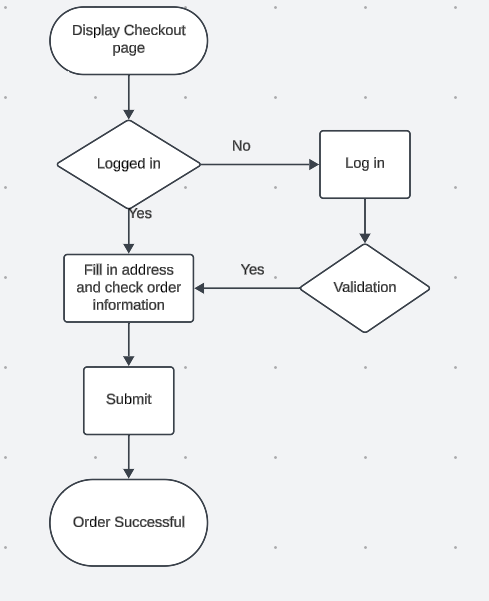 Display Checkout
page
Logged in
No
Log in
Yes
Fill in address
and check order
information
Yes
Validation
Submit
Order Successful